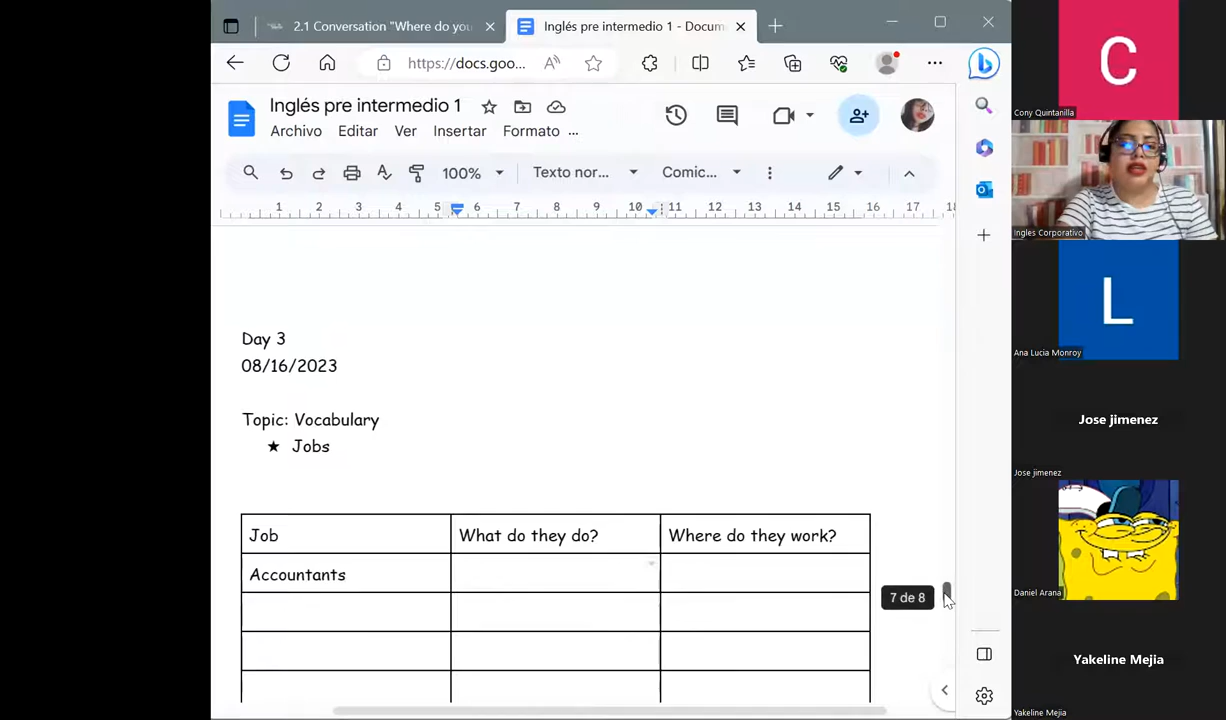 2.1 Conversation "Where do you
Inglés pre intermedio 1 - Docum
https://docs.goo...
Inglés pre intermedio 1
Archivo Editar Ver Insertar Formato ...
100% Texto nor... Comic...
1 2 3 4 5 6 7 8 9 10 11 12 13 14 15 16 17 18
Day 3
08/16/2023
Topic: Vocabulary
★ Jobs
Job What do they do? Where do they work?
Accountants
7 de 8
C
Cony Quintanilla
Ingles Corporativo
L
Ana Lucia Monroy
Jose jimenez
Jose jimenez
Daniel Arana
Yakeline Mejia
Yakeline Mejia